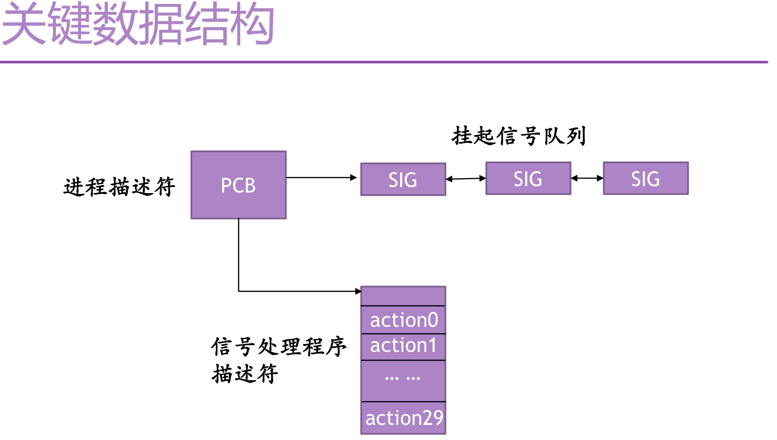 关键数据结构
挂起信号队列
进程描述符
PCB
SIG
SIG
SIG
信号处理程序
描述符
action0
action1
... ...
action29